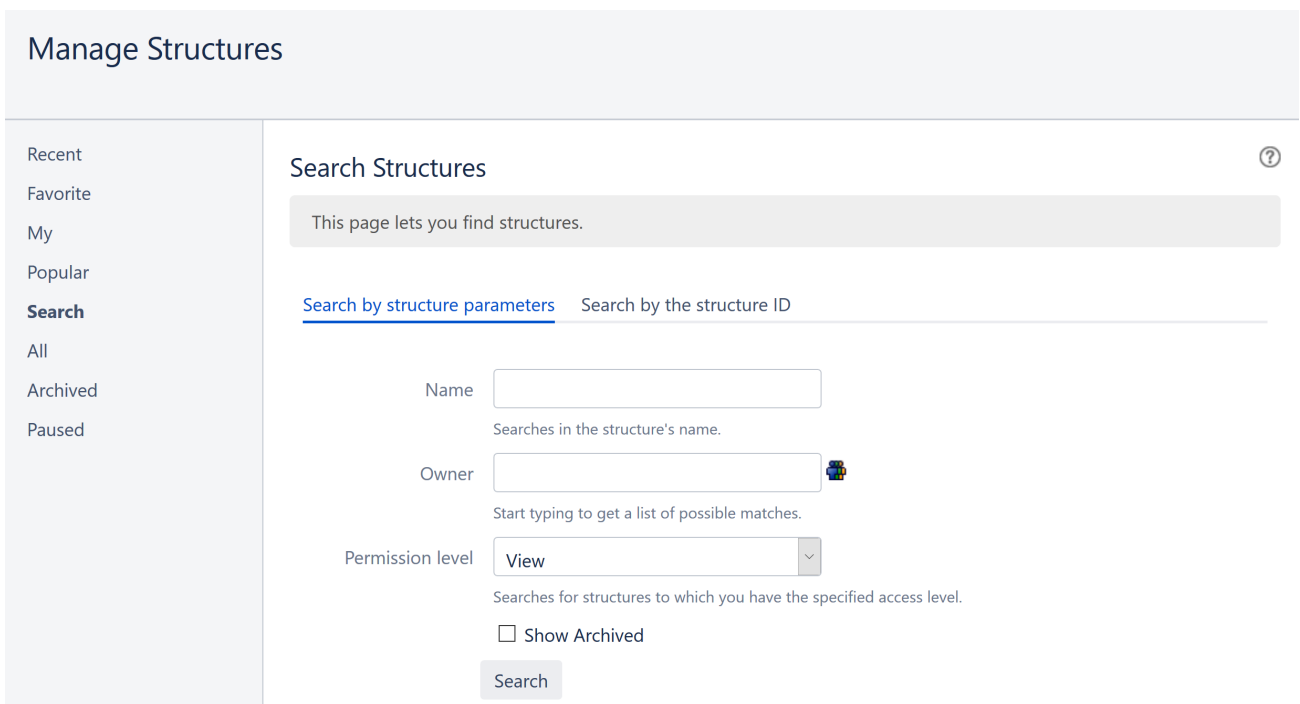 Manage Structures
Recent
Favorite
My
Popular
Search
All
Archived
Paused
Search Structures
?
This page lets you find structures.
Search by structure parameters
Search by the structure ID
Name
Searches in the structure's name.
Owner
Start typing to get a list of possible matches.
Permission level
View
Searches for structures to which you have the specified access level.
Show Archived
Search